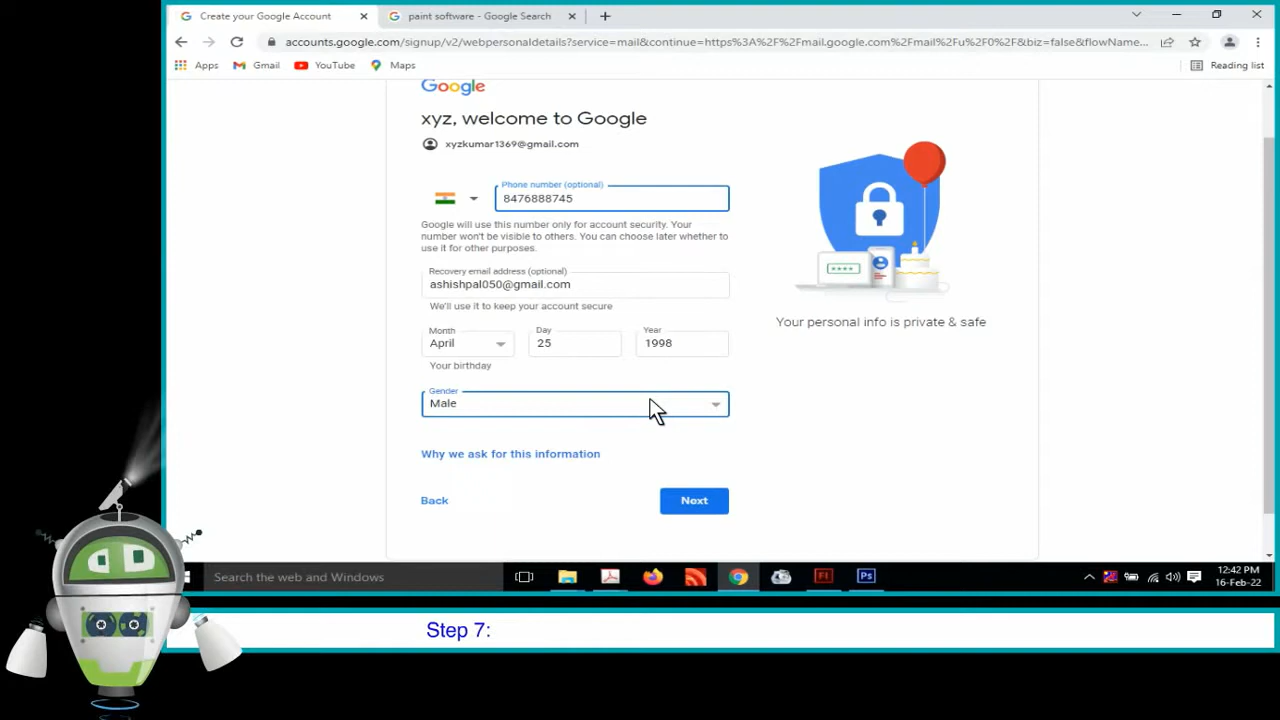 Create your Google Account
paint software - Google Search
accounts.google.com/signup/v2/webpersonaldetails?service=mail&continue=https%3A%2F%2Fmail.google.com%2Fmail%2Fu%2F0%2F&biz=false&flowName...
Apps
Gmail
YouTube
Maps
Reading list
Google
xyz, welcome to Google
xyzkumar1369@gmail.com
Phone number (optional)
8476888745
Google will use this number only for account security. Your
number won't be visible to others. You can choose later whether to
use it for other purposes.
Recovery email address (optional)
ashishpal050@gmail.com
We'll use it to keep your account secure
Month
April
Day
25
Year
1998
Your birthday
Gender
Male
Why we ask for this information
Back
Next
****
Your personal info is private & safe
Search the web and Windows
Fl
Ps
12:42 PM
16-Feb-22
Step 7: